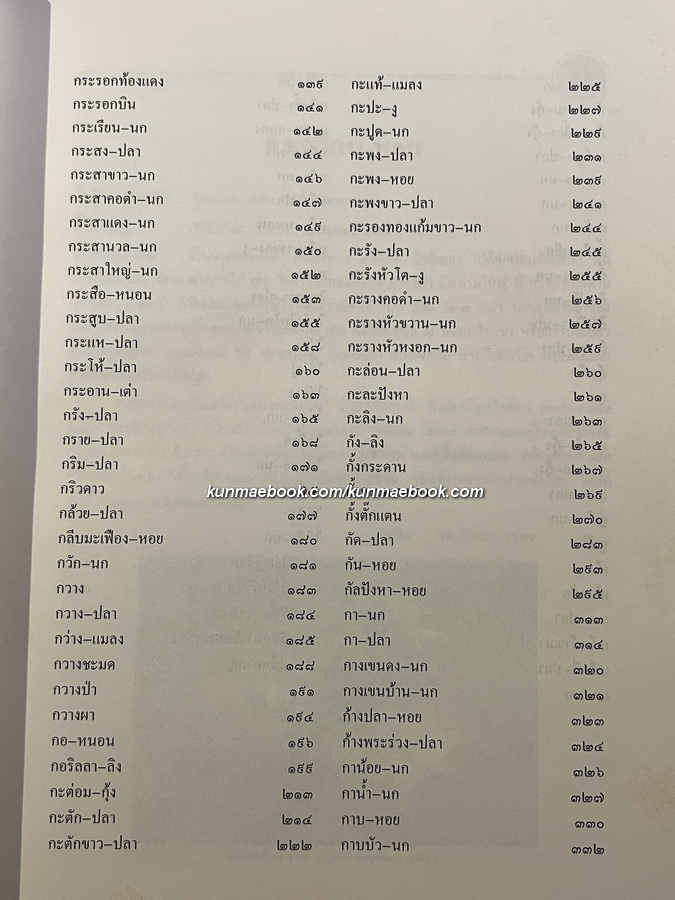 กระรอกท้องแดง ๑๓๙
กระรอกบิน ๑๔๑
กระเรียน–นก ๑๔๒
กระสง–ปลา ๑๔๔
กระสาขาว–นก ๑๔๖
กระสาคอดำ–นก ๑๔๗
กระสาแดง–นก ๑๔๙
กระสานวล–นก ๑๕๐
กระสาใหญ่–นก ๑๕๒
กระสือ–หนอน ๑๕๓
กระสูบ–ปลา ๑๕๕
กระแห–ปลา ๑๕๘
กระโห้–ปลา ๑๖๐
กระอาน–เต่า ๑๖๓
กรัง–ปลา ๑๖๕
กราย–ปลา ๑๖๘
กริม–ปลา ๑๗๑
กริวดาว
กล้วย–ปลา ๑๗๗
กลีบมะเฟือง–หอย ๑๘๐
กวัก–นก ๑๘๑
กวาง ๑๘๓
กวาง–ปลา ๑๘๔
กว่าง–แมลง ๑๘๕
กวางชะมด ๑๘๘
กวางป่า ๑๙๑
กวางผา ๑๙๔
กอ–หนอน ๑๙๖
กอริลลา–ลิง ๑๙๙
กะต่อม–กุ้ง ๒๑๓
กะตัก–ปลา ๒๑๔
กะตักขาว–ปลา ๒๒๒
กะแท้–แมลง ๒๒๕
กะปะ–งู ๒๒๗
กะปูด–นก ๒๒๙
กะพง–ปลา ๒๓๑
กะพง–หอย ๒๓๙
กะพงขาว–ปลา ๒๔๑
กะรองทองแก้มขาว–นก ๒๔๔
กะรัง–ปลา ๒๔๕
กะรังหัวโต–งู ๒๕๕
กะรางคอดำ–นก ๒๕๖
กะรางหัวขวาน–นก ๒๕๗
กะรางหัวหงอก–นก ๒๕๙
กะล่อน–ปลา ๒๖๐
กะละปังหา ๒๖๑
กะลิง–นก ๒๖๓
กัง–ลิง ๒๖๕
กั้งกระดาน ๒๖๗
๒๖๙
กั้งตั๊กแตน ๒๗๐
กัด–ปลา ๒๘๓
กัน–หอย ๒๙๓
กัลปังหา–หอย ๒๙๕
กา–นก ๓๑๓
กา–ปลา ๓๑๔
กางเขนดง–นก ๓๒๐
กางเขนบ้าน–นก ๓๒๑
ก้างปลา–หอย ๓๒๓
ก้างพระร่วง–ปลา ๓๒๔
กาน้อย–นก ๓๒๖
กาน้ำ–นก ๓๒๗
กาบ–หอย ๓๓๐
กาบบัว–นก ๓๓๒
kunmaebook.com/kunmaebook.com